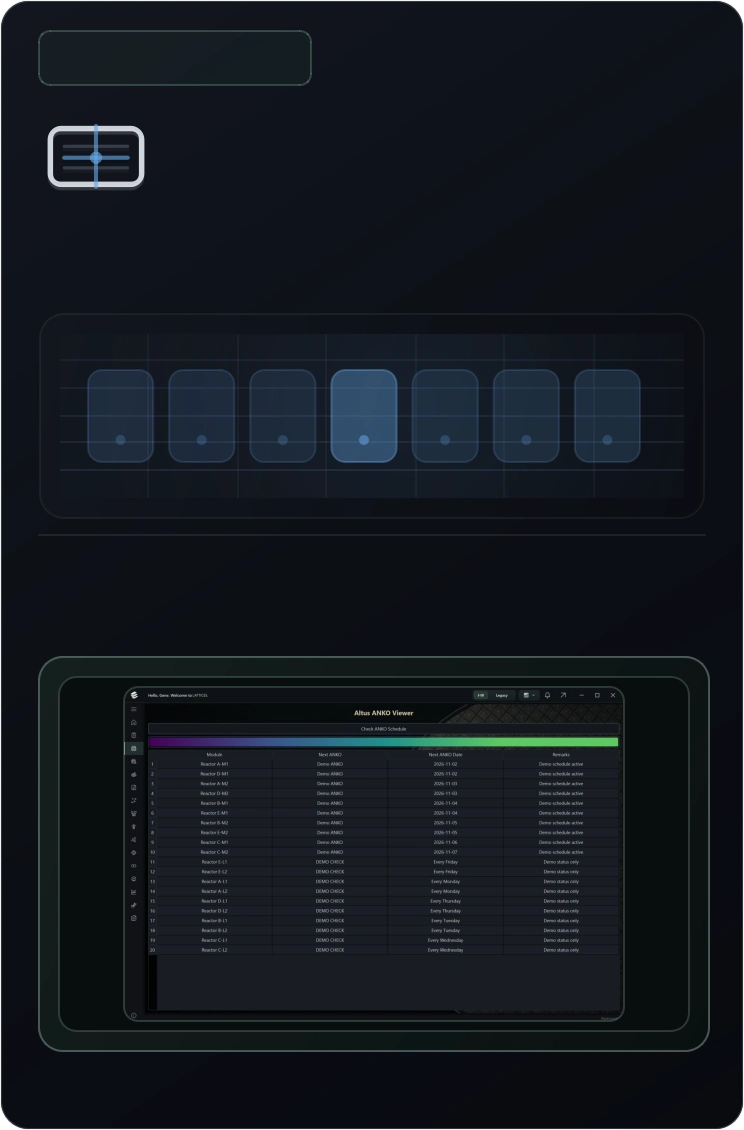 Hello, Gene. Welcome to LATTICES.
Legacy
Altus ANKO Viewer
Check ANKO Schedule
Module Next ANKO Next ANKO Date Remarks
1 Reactor A-M1 Demo ANKO 2026-11-02 Demo schedule active
2 Reactor D-M1 Demo ANKO 2026-11-02 Demo schedule active
3 Reactor A-M2 Demo ANKO 2026-11-03 Demo schedule active
4 Reactor D-M2 Demo ANKO 2026-11-03 Demo schedule active
5 Reactor B-M1 Demo ANKO 2026-11-04 Demo schedule active
6 Reactor E-M1 Demo ANKO 2026-11-04 Demo schedule active
7 Reactor B-M2 Demo ANKO 2026-11-05 Demo schedule active
8 Reactor E-M2 Demo ANKO 2026-11-05 Demo schedule active
9 Reactor C-M1 Demo ANKO 2026-11-06 Demo schedule active
10 Reactor C-M2 Demo ANKO 2026-11-07 Demo schedule active
11 Reactor E-L1 DEMO CHECK Every Friday Demo status only
12 Reactor E-L2 DEMO CHECK Every Friday Demo status only
13 Reactor A-L1 DEMO CHECK Every Monday Demo status only
14 Reactor A-L2 DEMO CHECK Every Monday Demo status only
15 Reactor D-L1 DEMO CHECK Every Thursday Demo status only
16 Reactor D-L2 DEMO CHECK Every Thursday Demo status only
17 Reactor B-L1 DEMO CHECK Every Tuesday Demo status only
18 Reactor B-L2 DEMO CHECK Every Tuesday Demo status only
19 Reactor C-L1 DEMO CHECK Every Wednesday Demo status only
20 Reactor C-L2 DEMO CHECK Every Wednesday Demo status only